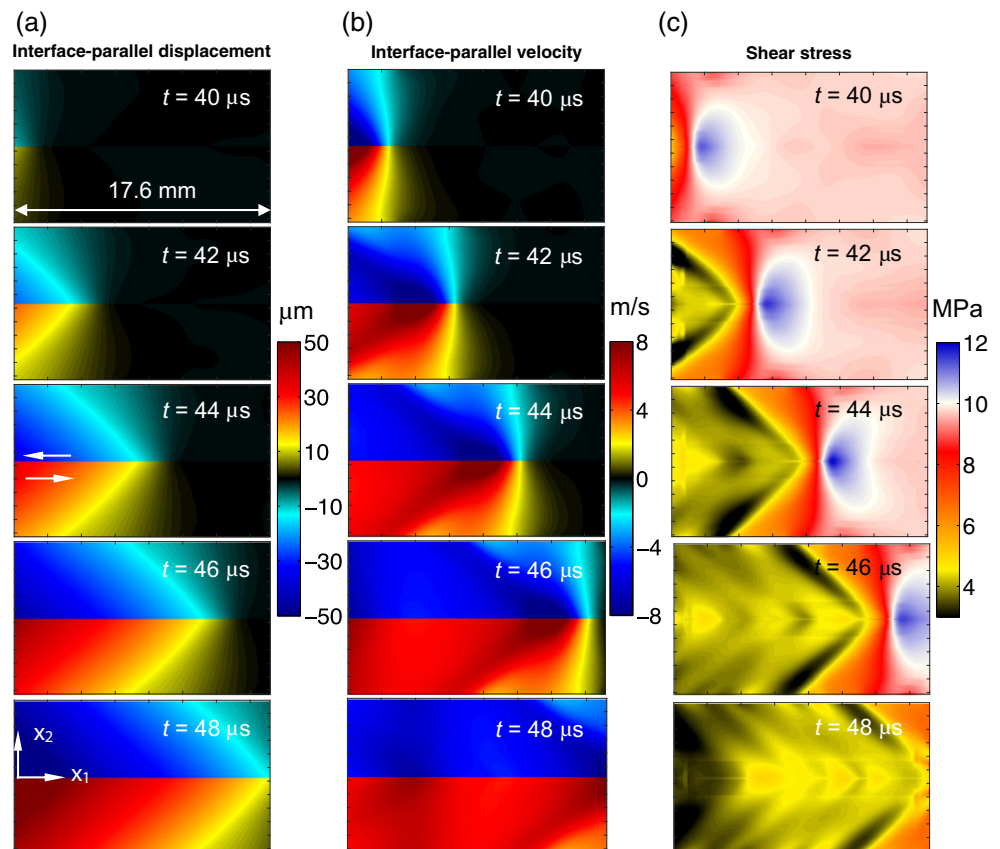 (a)
Interface-parallel displacement
t = 40 μs
17.6 mm
t = 42 μs
μm
50
30
10
−10
−30
−50
t = 44 μs
t = 46 μs
t = 48 μs
x2
x1
(b)
Interface-parallel velocity
t = 40 μs
t = 42 μs
m/s
8
4
0
−4
−8
t = 44 μs
t = 46 μs
t = 48 μs
(c)
Shear stress
t = 40 μs
t = 42 μs
MPa
12
10
8
6
4
t = 44 μs
t = 46 μs
t = 48 μs